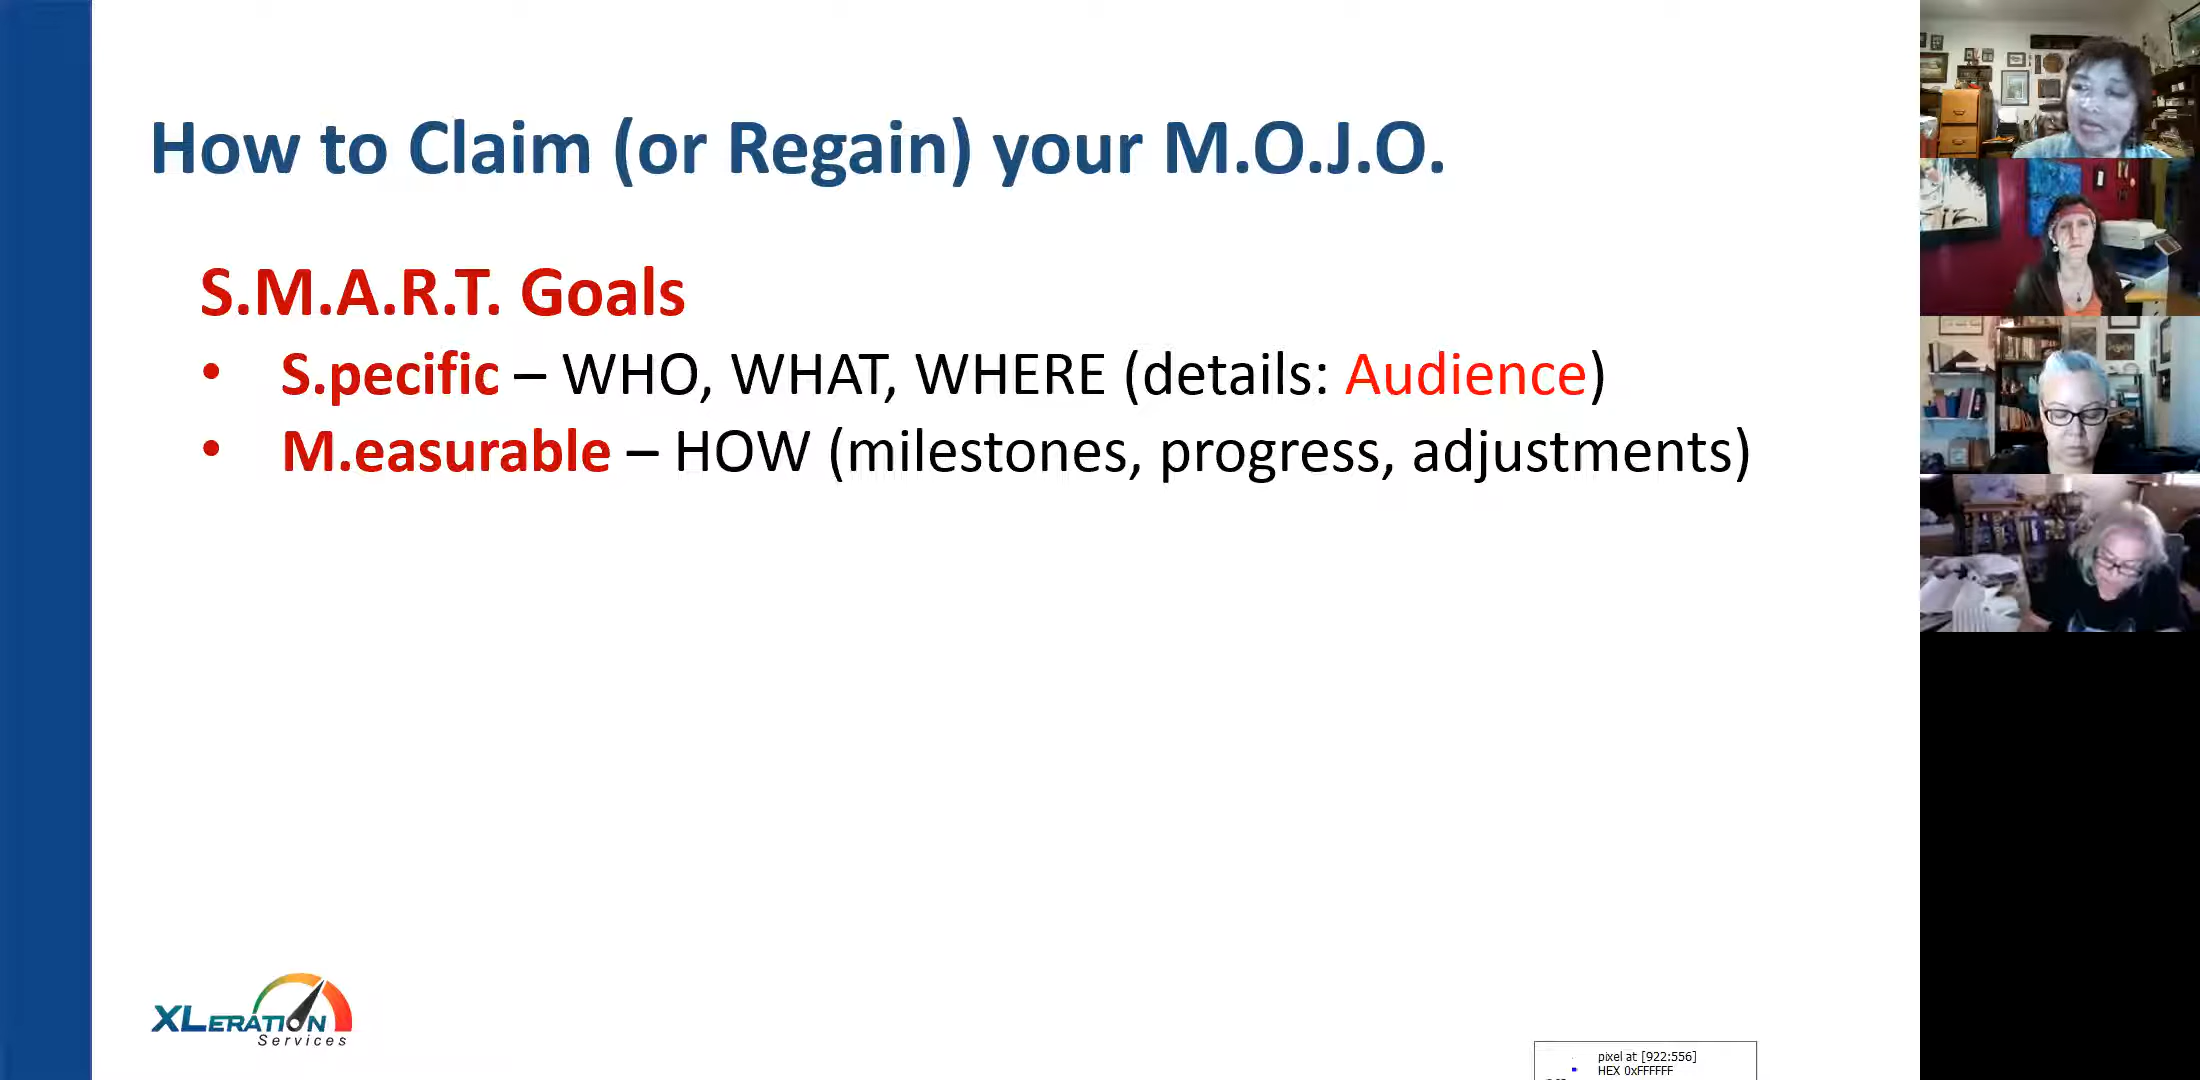 How to Claim (or Regain) your M.O.J.O.
S.M.A.R.T. Goals
• S.pecific – WHO, WHAT, WHERE (details: Audience)
• M.easurable – HOW (milestones, progress, adjustments)
XLERATION
Services
pixel at [922:556]
HEX 0xFFFFFF